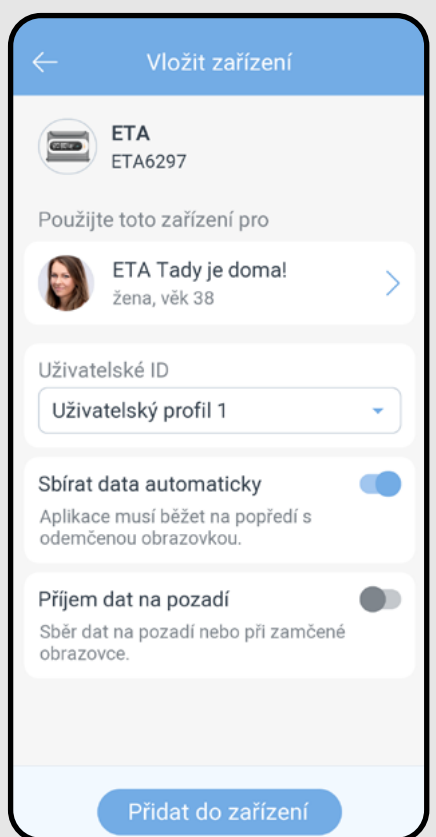 Vložit zařízení
ETA
ETA6297
Použijte toto zařízení pro
ETA Tady je doma!
žena, věk 38
Uživatelské ID
Uživatelský profil 1
Sbírat data automaticky
Aplikace musí běžet na popředí s
odemčenou obrazovkou.
Příjem dat na pozadí
Sběr dat na pozadí nebo při zamčené
obrazovce.
Přidat do zařízení